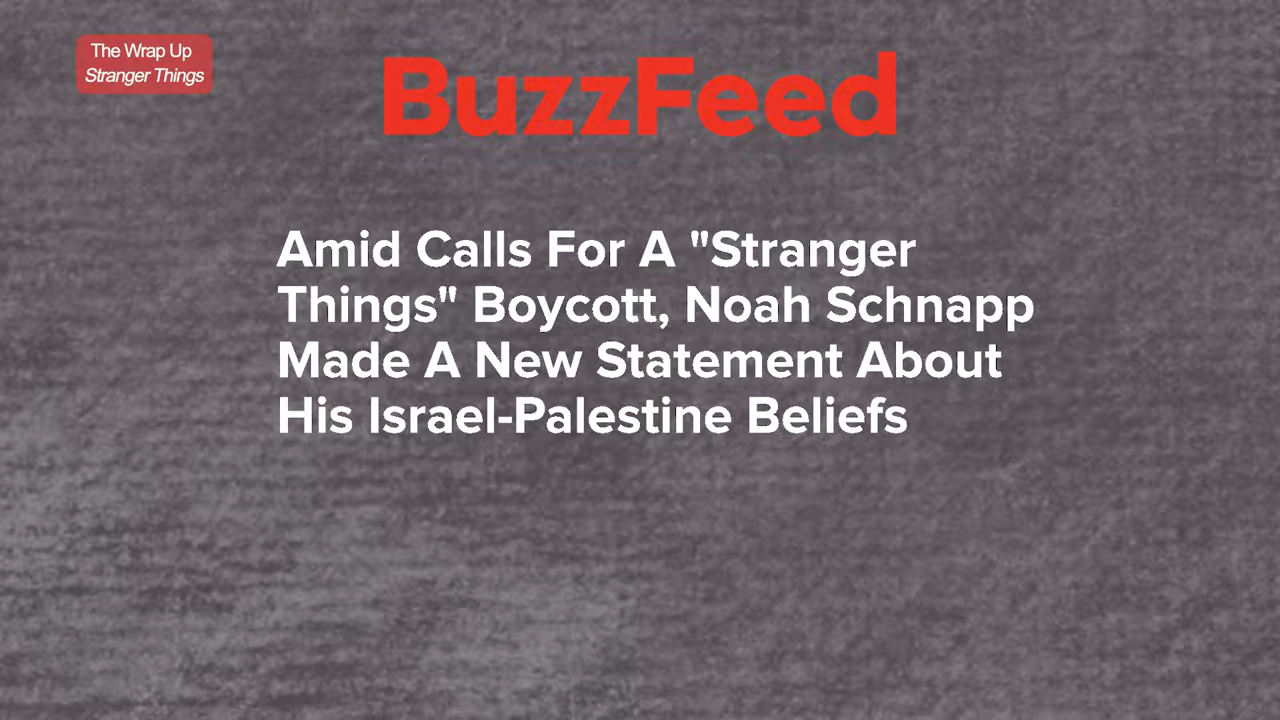 The Wrap Up
Stranger Things
BuzzFeed
Amid Calls For A "Stranger
Things" Boycott, Noah Schnapp
Made A New Statement About
His Israel-Palestine Beliefs